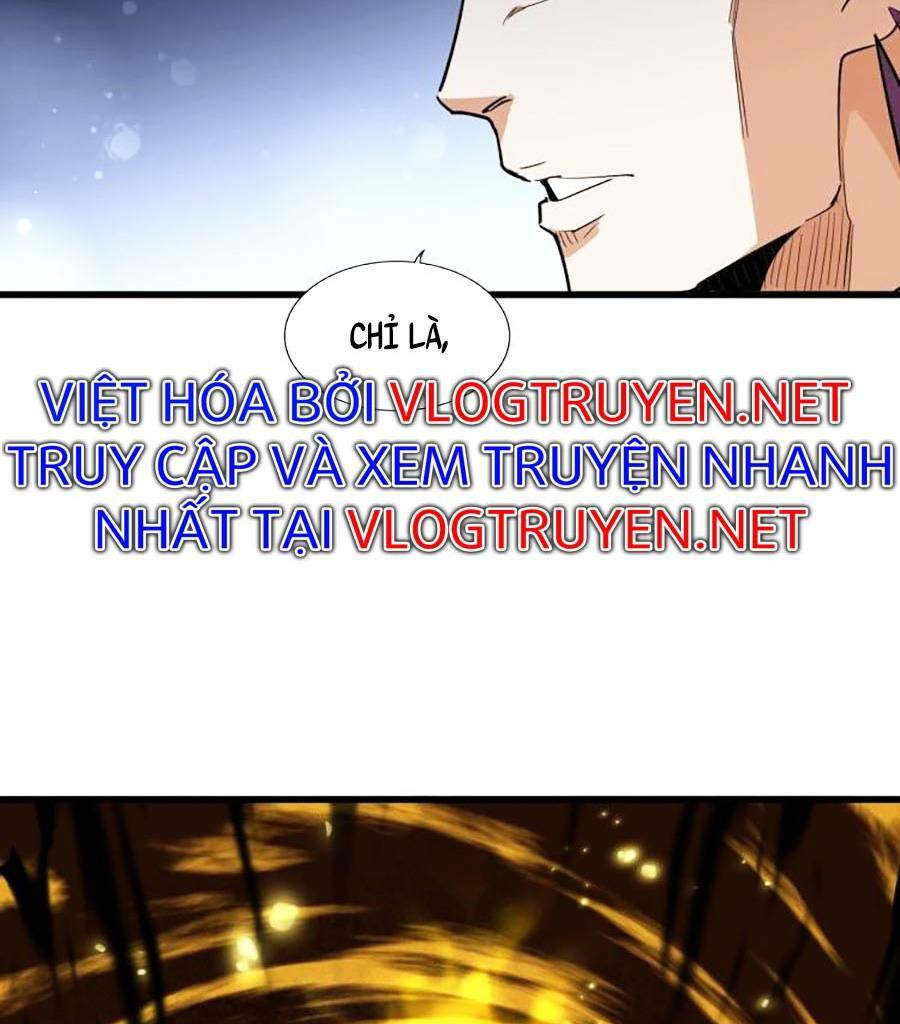 CHỈ LÀ,
VIỆT HÓA BỞI VLOGTRUYEN.NET
TRUY CẬP VÀ XEM TRUYỆN NHANH
NHẤT TẠI VLOGTRUYEN.NET